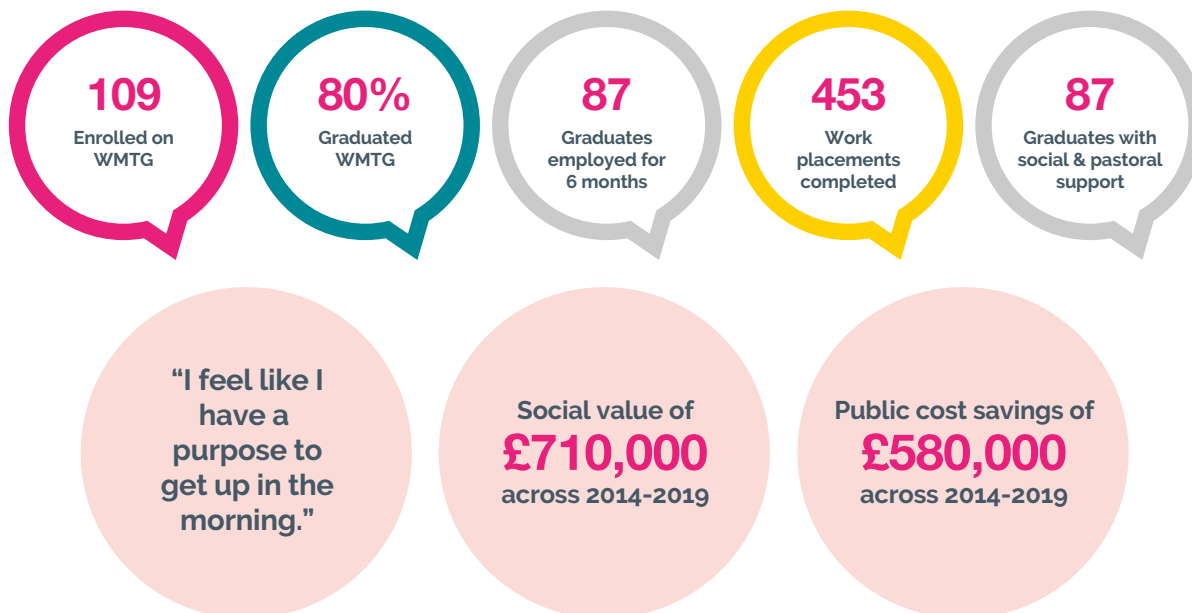 109
Enrolled on
WMTG
80%
Graduated
WMTG
87
Graduates
employed for
6 months
453
Work
placements
completed
87
Graduates with
social & pastoral
support
“I feel like I
have a
purpose to
get up in the
morning.”
Social value of
£710,000
across 2014-2019
Public cost savings of
£580,000
across 2014-2019